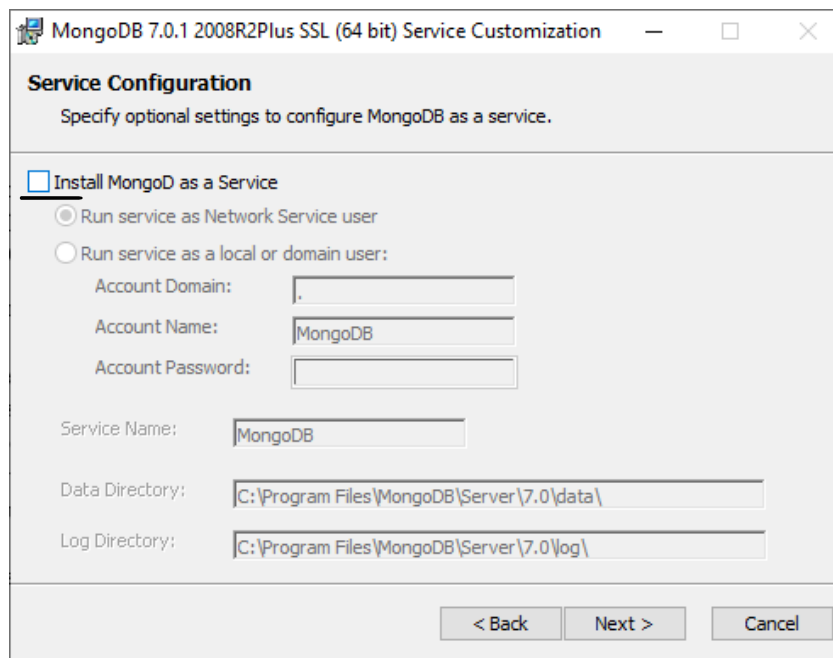 MongoDB 7.0.1 2008R2Plus SSL (64 bit) Service Customization
Service Configuration
Specify optional settings to configure MongoDB as a service.
Install MongoD as a Service
Run service as Network Service user
Run service as a local or domain user:
Account Domain: .
Account Name: MongoDB
Account Password:
Service Name: MongoDB
Data Directory: C:\Program Files\MongoDB\Server\7.0\data\
Log Directory: C:\Program Files\MongoDB\Server\7.0\log\
< Back Next > Cancel